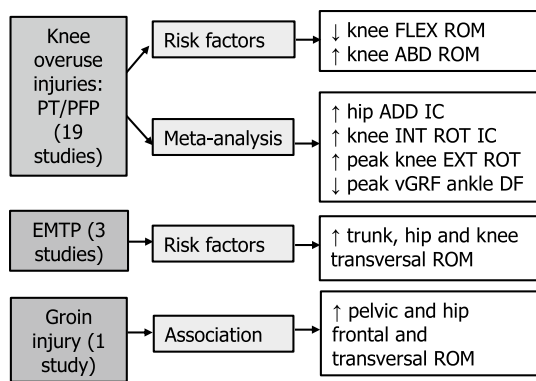 Knee
overuse
injuries:
PT/PFP
(19
studies)
Risk factors
↓ knee FLEX ROM
↑ knee ABD ROM
Meta-analysis
↑ hip ADD IC
↑ knee INT ROT IC
↑ peak knee EXT ROT
↓ peak vGRF ankle DF
EMTP (3
studies)
Risk factors
↑ trunk, hip and knee
transversal ROM
Groin
injury (1
study)
Association
↑ pelvic and hip
frontal and
transversal ROM